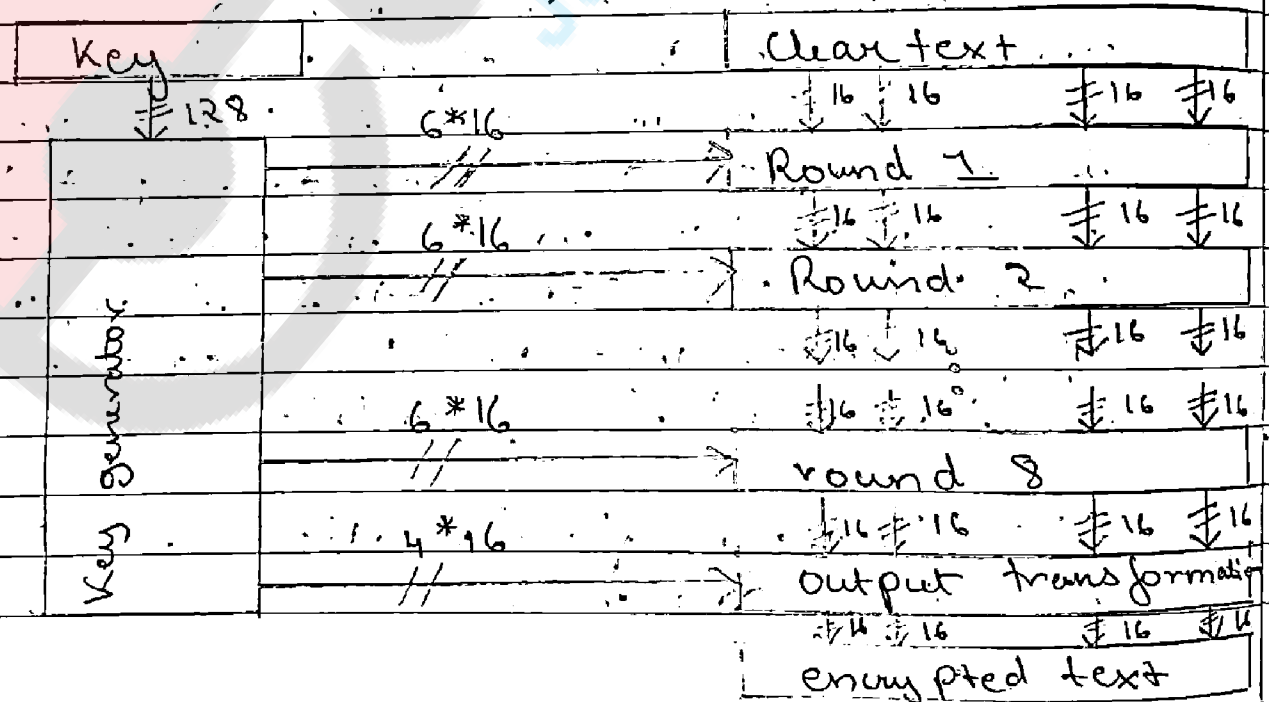 Key Clear text
128 16 16 16 16
6*16
Round 1
16 16 16 16
6*16
Round 2
16 16 16 16
16 16 16 16
6*16
round 8
16 16 16 16
4*16
output transformation
16 16 16 16
encrypted text
Key generator